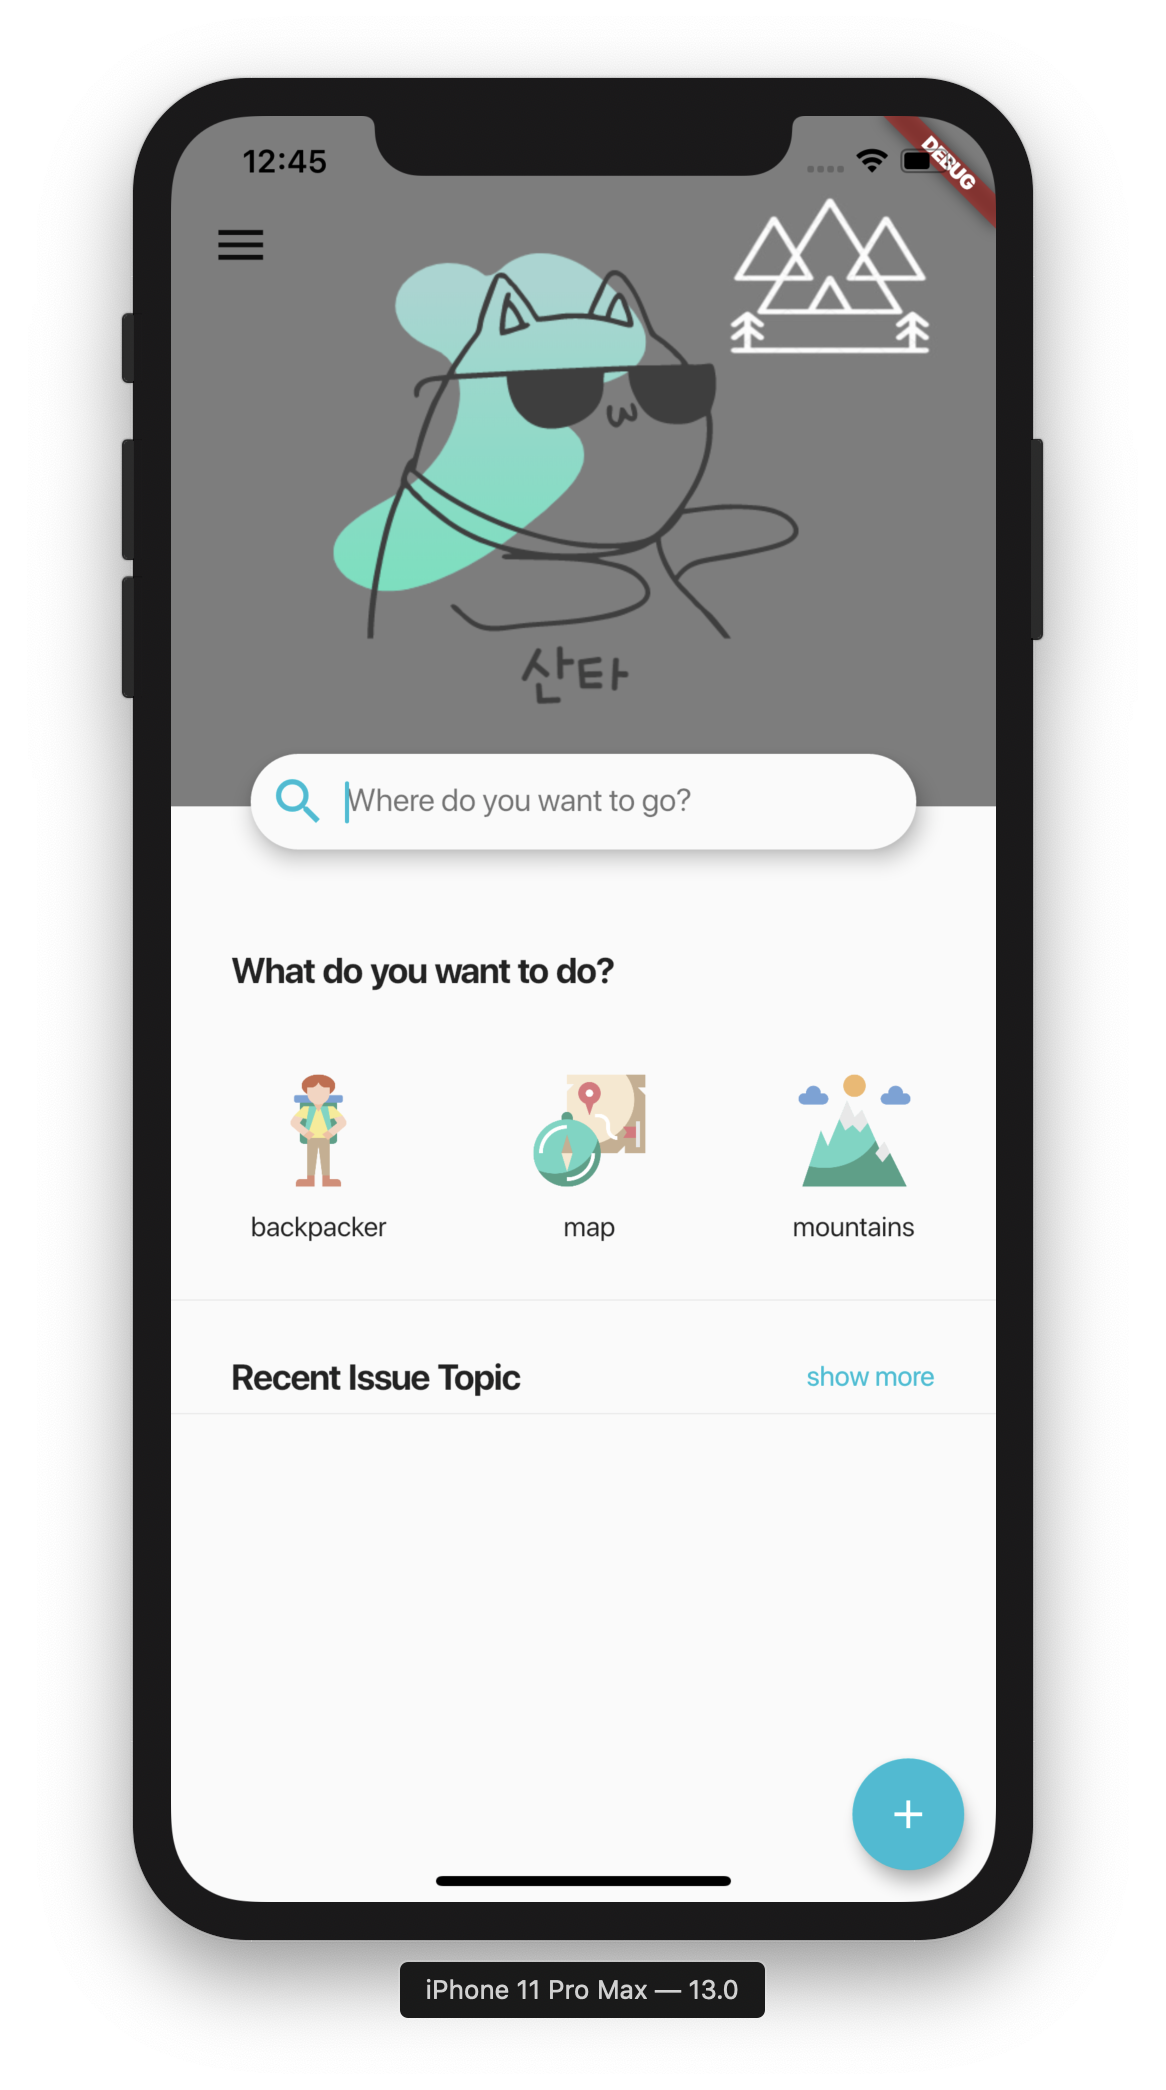 12:45
DEBUG
산타
Where do you want to go?
What do you want to do?
backpacker
map
mountains
Recent Issue Topic
show more
iPhone 11 Pro Max — 13.0